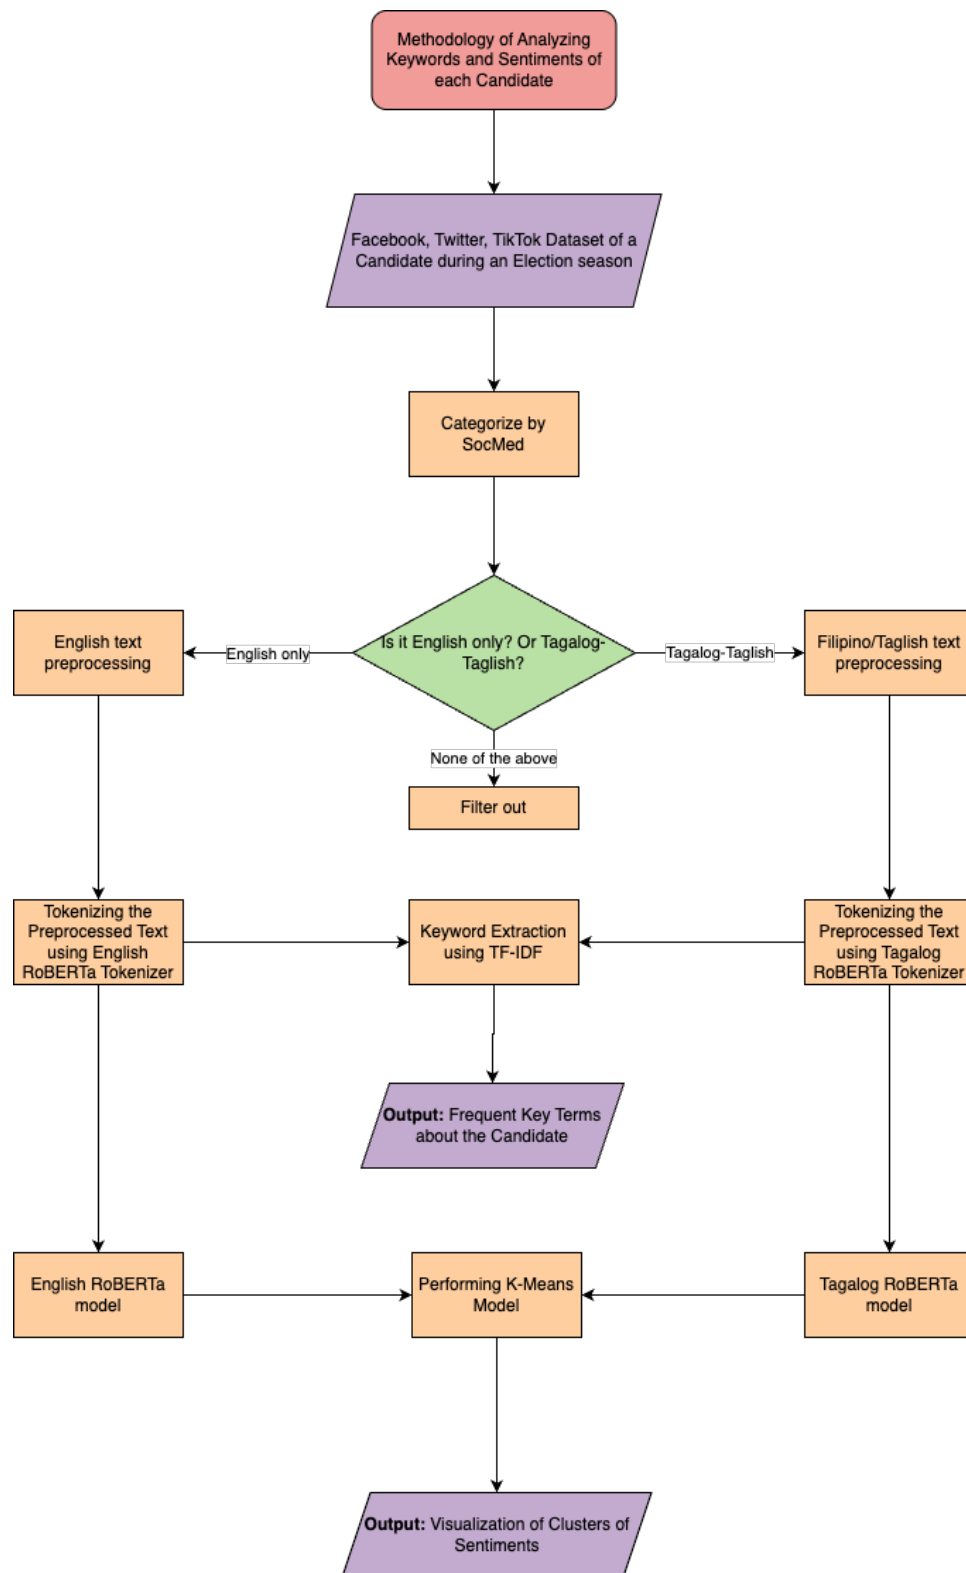 Methodology of Analyzing
Keywords and Sentiments of
each Candidate
Facebook, Twitter, TikTok Dataset of a
Candidate during an Election season
Categorize by
SocMed
English text
preprocessing
English only
Is it English only? Or Tagalog-
Taglish?
Tagalog-Taglish
Filipino/Taglish text
preprocessing
None of the above
Filter out
Tokenizing the
Preprocessed Text
using English
RoBERTa Tokenizer
Keyword Extraction
using TF-IDF
Tokenizing the
Preprocessed Text
using Tagalog
RoBERTa Tokenizer
Output: Frequent Key Terms
about the Candidate
English RoBERTa
model
Performing K-Means
Model
Tagalog RoBERTa
model
Output: Visualization of Clusters of
Sentiments